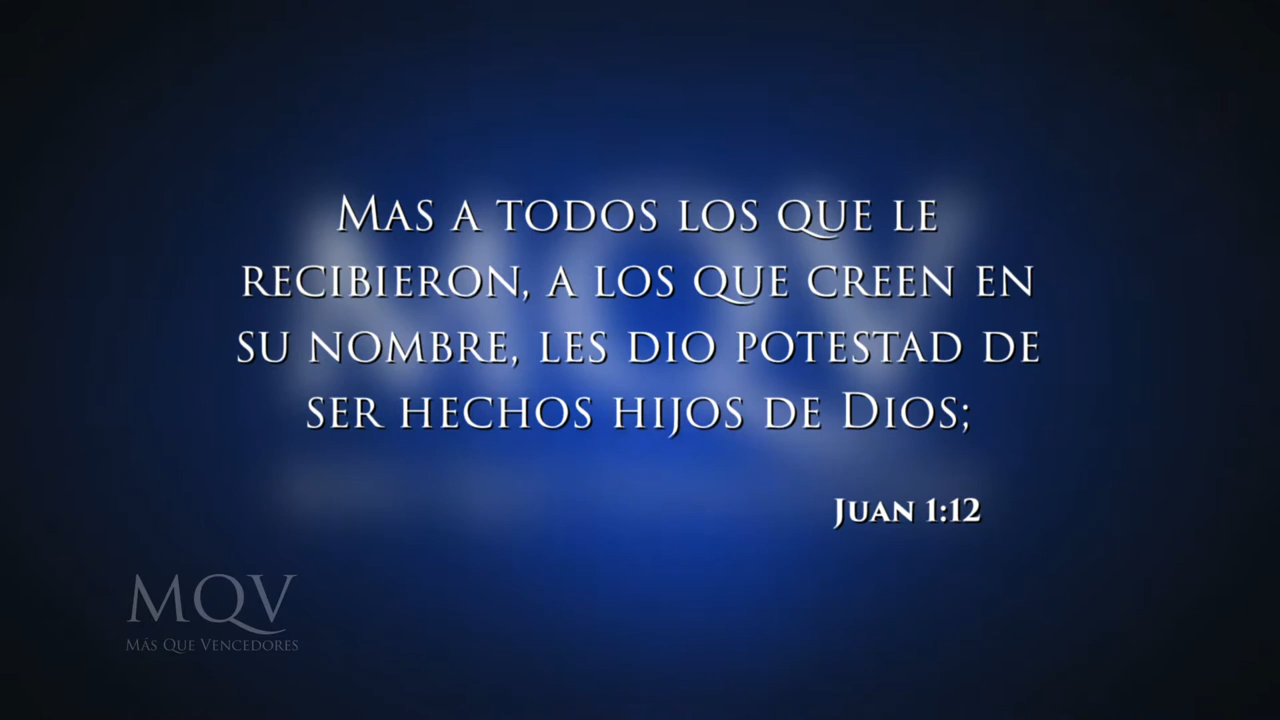 Mas a todos los que le
recibieron, a los que creen en
su nombre, les dio potestad de
ser hechos hijos de Dios;
Juan 1:12
MQV
Más Que Vencedores